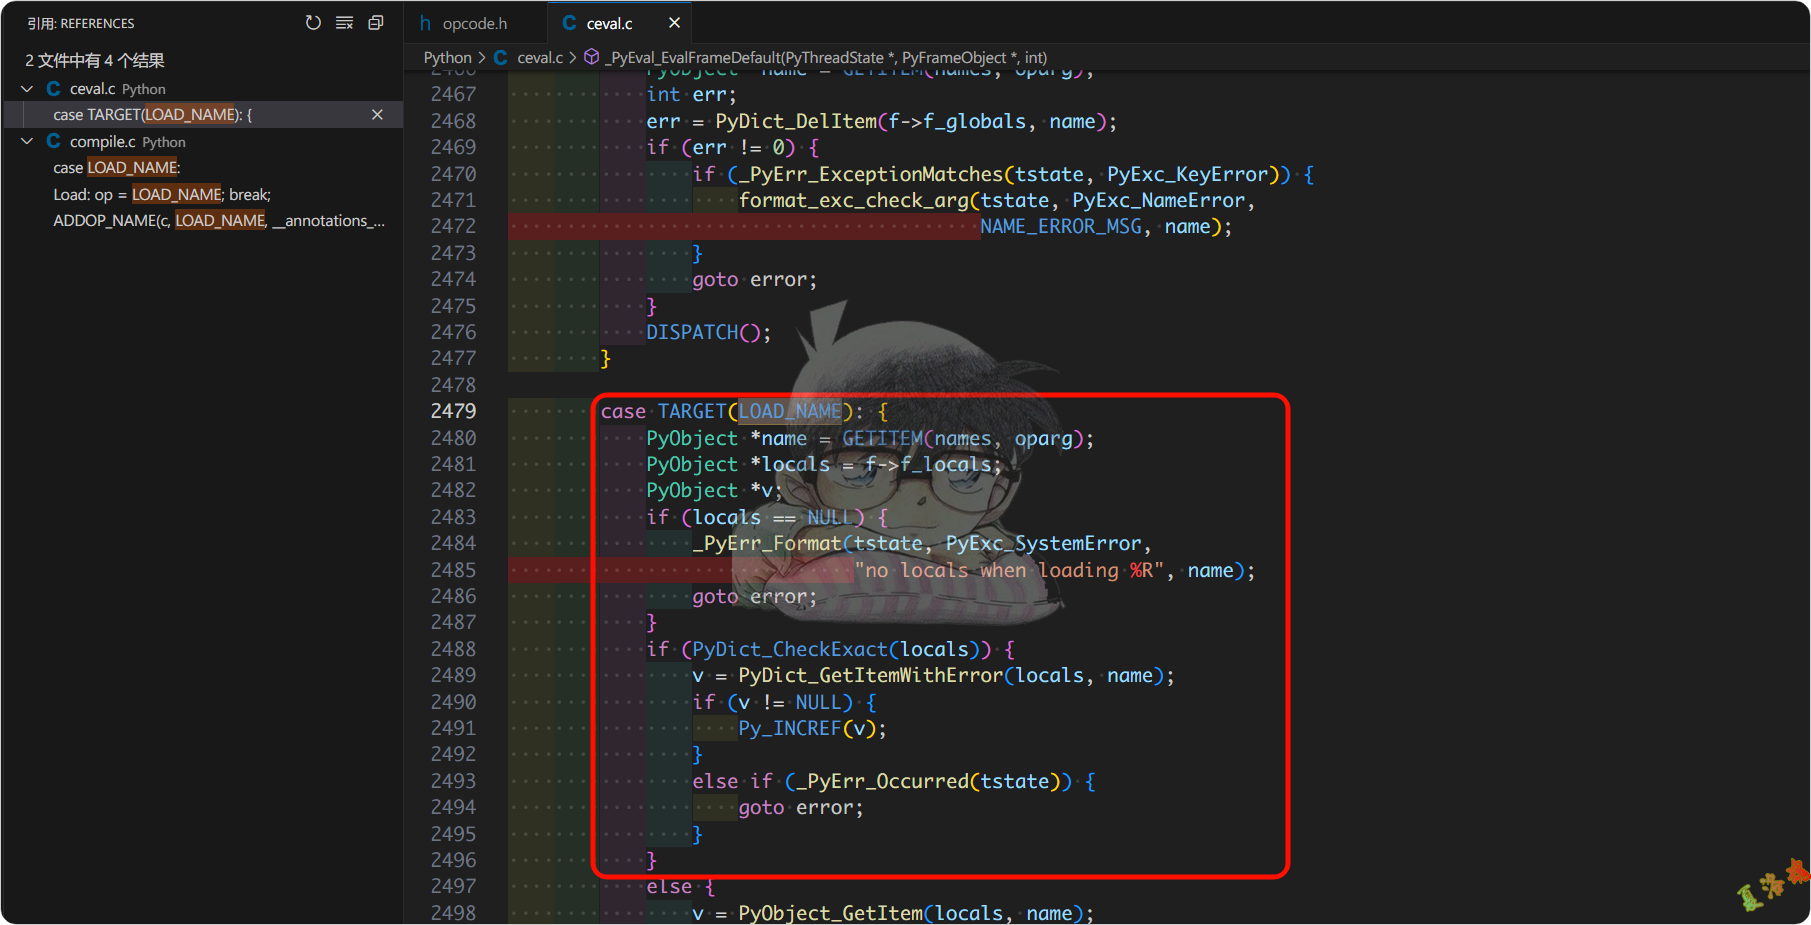 引用: REFERENCES
2 文件中有 4 个结果
ceval.c Python
case TARGET(LOAD_NAME): {
compile.c Python
case LOAD_NAME:
Load: op = LOAD_NAME; break;
ADDOP_NAME(c, LOAD_NAME, __annotations_...
opcode.h
ceval.c
Python > ceval.c > _PyEval_EvalFrameDefault(PyThreadState *, PyFrameObject *, int)
2466 PyObject *name = GETITEM(names, oparg);
2467 int err;
2468 err = PyDict_DelItem(f->f_globals, name);
2469 if (err != 0) {
2470 if (_PyErr_ExceptionMatches(tstate, PyExc_KeyError)) {
2471 format_exc_check_arg(tstate, PyExc_NameError,
2472 NAME_ERROR_MSG, name);
2473 }
2474 goto error;
2475 }
2476 DISPATCH();
2477 }
2478
2479 case TARGET(LOAD_NAME): {
2480 PyObject *name = GETITEM(names, oparg);
2481 PyObject *locals = f->f_locals;
2482 PyObject *v;
2483 if (locals == NULL) {
2484 _PyErr_Format(tstate, PyExc_SystemError,
2485 "no locals when loading %R", name);
2486 goto error;
2487 }
2488 if (PyDict_CheckExact(locals)) {
2489 v = PyDict_GetItemWithError(locals, name);
2490 if (v != NULL) {
2491 Py_INCREF(v);
2492 }
2493 else if (_PyErr_Occurred(tstate)) {
2494 goto error;
2495 }
2496 }
2497 else {
2498 v = PyObject_GetItem(locals, name);